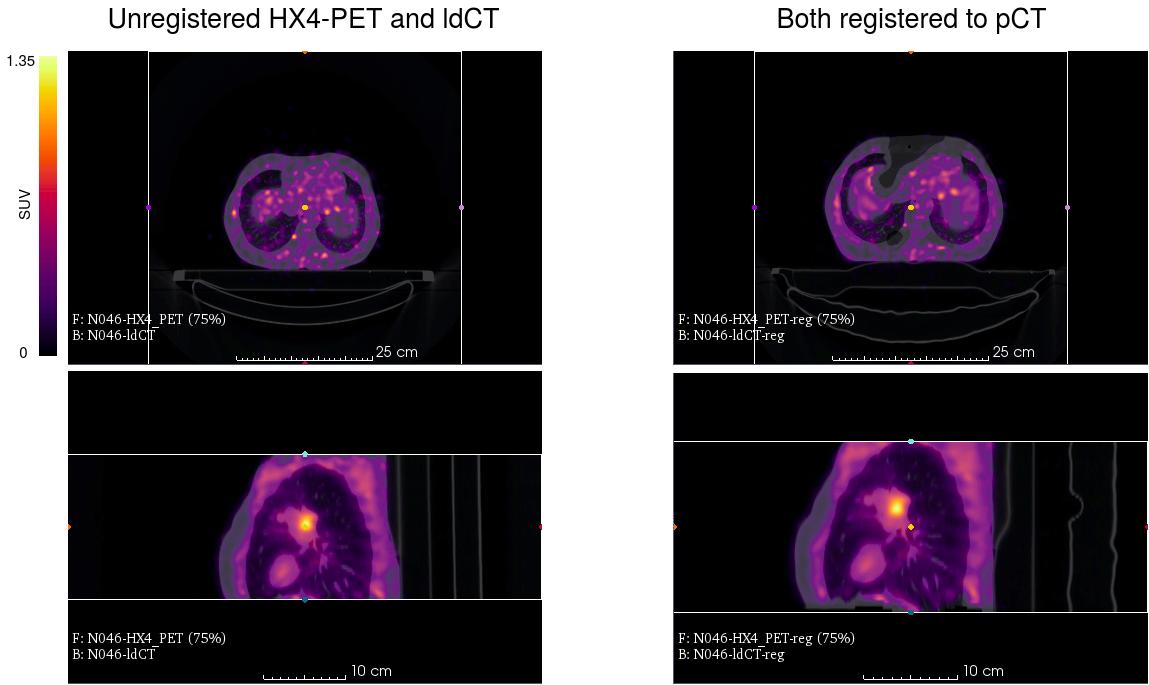 Unregistered HX4-PET and ldCT
Both registered to pCT
1.35
SUV
0
F: N046-HX4_PET (75%)
B: N046-ldCT
25 cm
F: N046-HX4_PET-reg (75%)
B: N046-ldCT-reg
25 cm
F: N046-HX4_PET (75%)
B: N046-ldCT
10 cm
F: N046-HX4_PET-reg (75%)
B: N046-ldCT-reg
10 cm